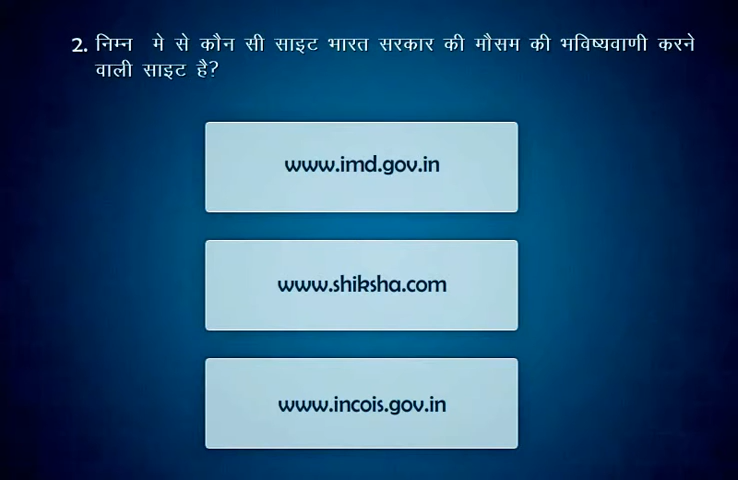 2. निम्न मे से कौन सी साइट भारत सरकार की मौसम की भविष्यवाणी करने
वाली साइट है?
www.imd.gov.in
www.shiksha.com
www.incois.gov.in